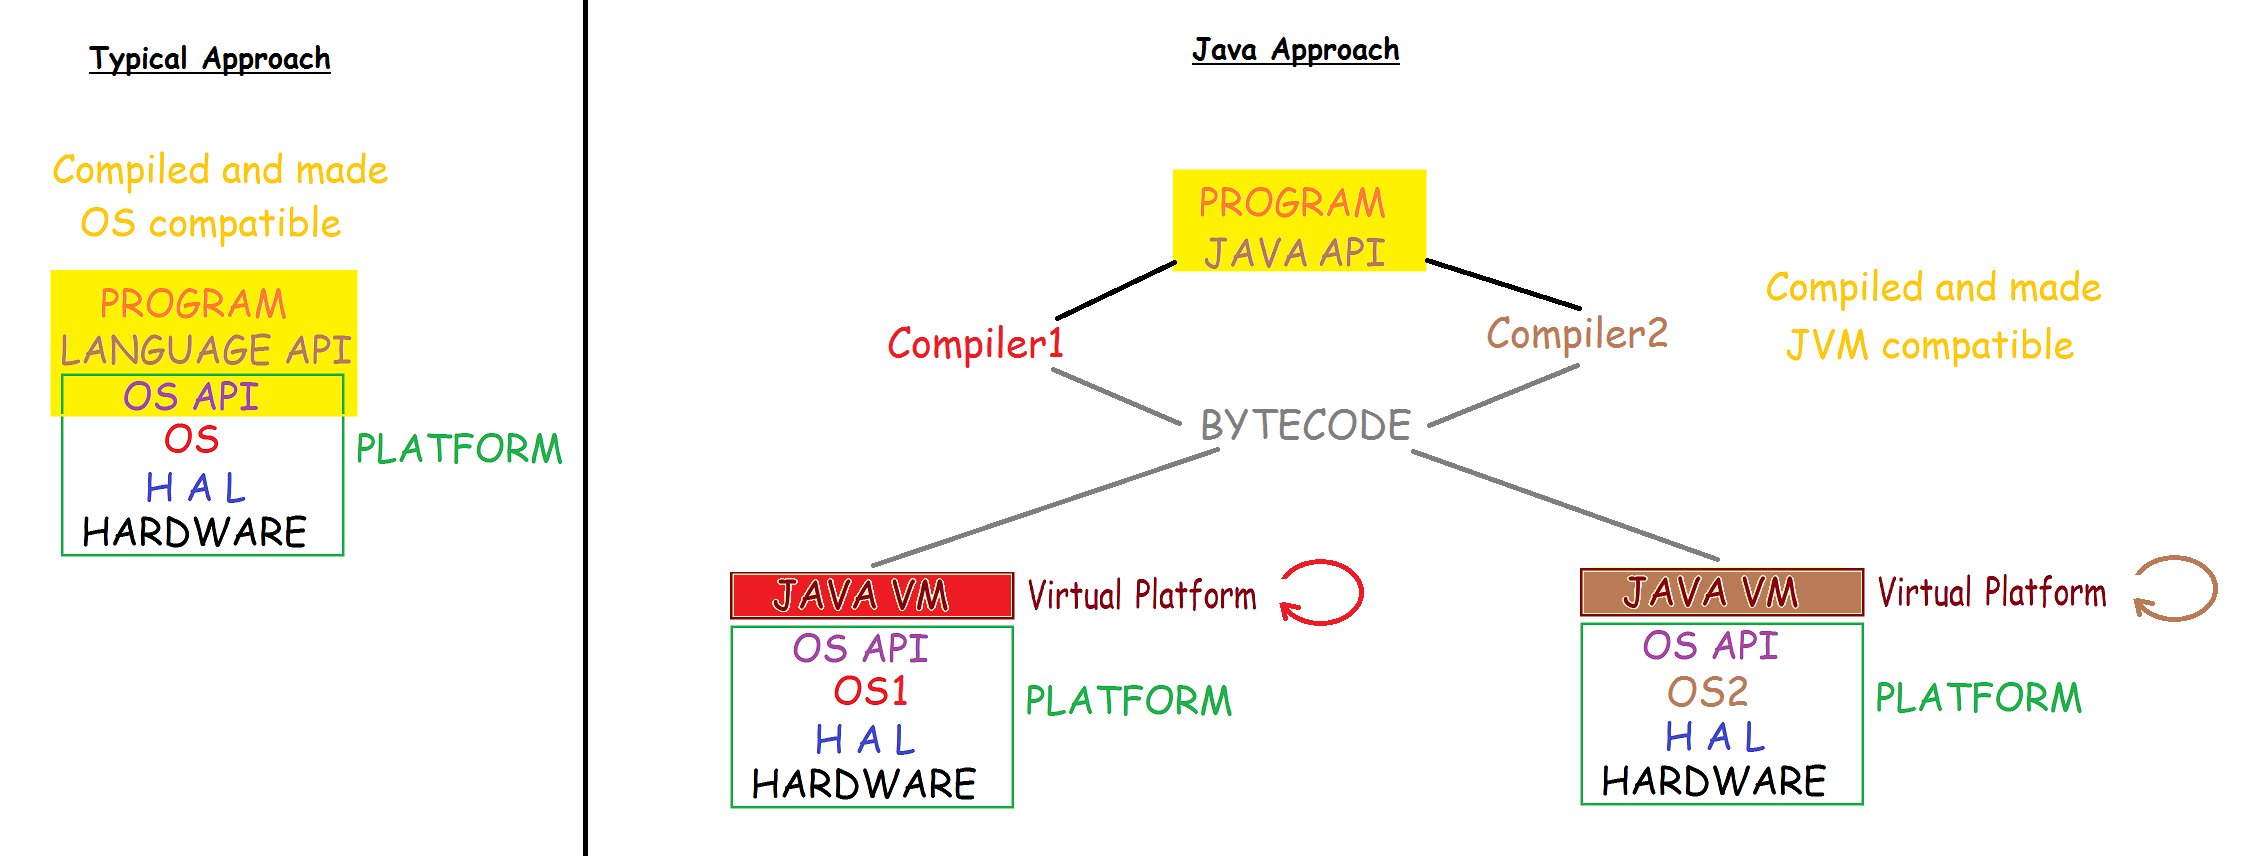 Typical Approach
Compiled and made
OS compatible
PROGRAM
LANGUAGE API
OS API
OS
PLATFORM
H A L
HARDWARE
Java Approach
PROGRAM
JAVA API
Compiler1
Compiler2
Compiled and made
JVM compatible
BYTECODE
JAVA VM
Virtual Platform
OS API
OS1
PLATFORM
H A L
HARDWARE
JAVA VM
Virtual Platform
OS API
OS2
PLATFORM
H A L
HARDWARE